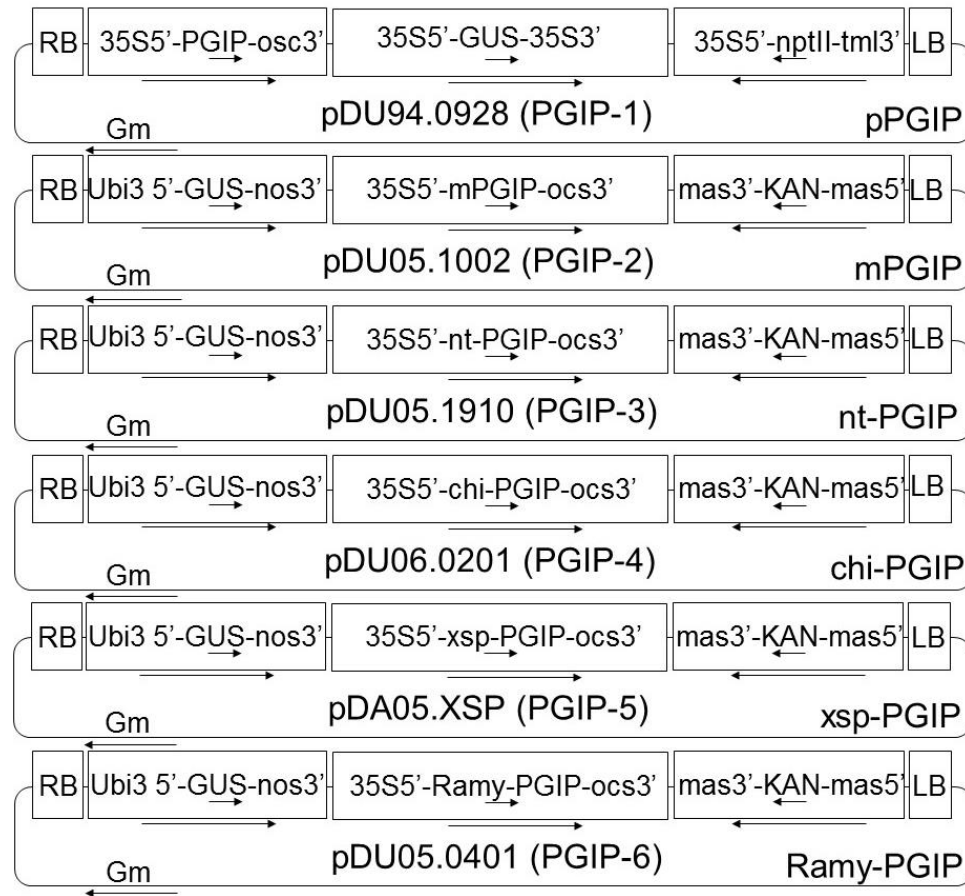 RB 35S5’-PGIP-osc3’ 35S5’-GUS-35S3’ 35S5’-nptII-tml3’ LB
pDU94.0928 (PGIP-1) pPGIP
Gm
RB Ubi3 5’-GUS-nos3’ 35S5’-mPGIP-ocs3’ mas3’-KAN-mas5’ LB
pDU05.1002 (PGIP-2) mPGIP
Gm
RB Ubi3 5’-GUS-nos3’ 35S5’-nt-PGIP-ocs3’ mas3’-KAN-mas5’ LB
pDU05.1910 (PGIP-3) nt-PGIP
Gm
RB Ubi3 5’-GUS-nos3’ 35S5’-chi-PGIP-ocs3’ mas3’-KAN-mas5’ LB
pDU06.0201 (PGIP-4) chi-PGIP
Gm
RB Ubi3 5’-GUS-nos3’ 35S5’-xsp-PGIP-ocs3’ mas3’-KAN-mas5’ LB
pDA05.XSP (PGIP-5) xsp-PGIP
Gm
RB Ubi3 5’-GUS-nos3’ 35S5’-Ramy-PGIP-ocs3’ mas3’-KAN-mas5’ LB
pDU05.0401 (PGIP-6) Ramy-PGIP
Gm